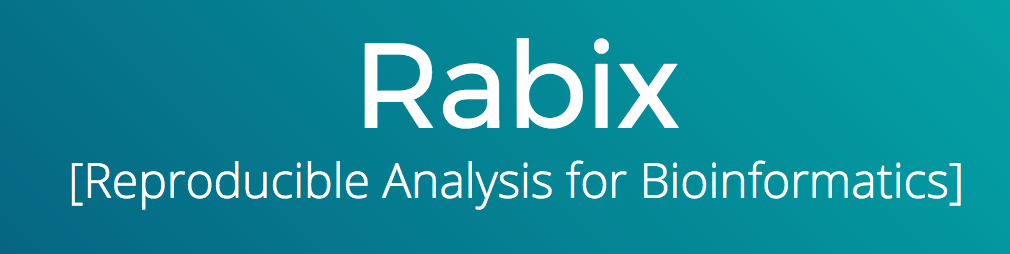 Rabix
[Reproducible Analysis for Bioinformatics]